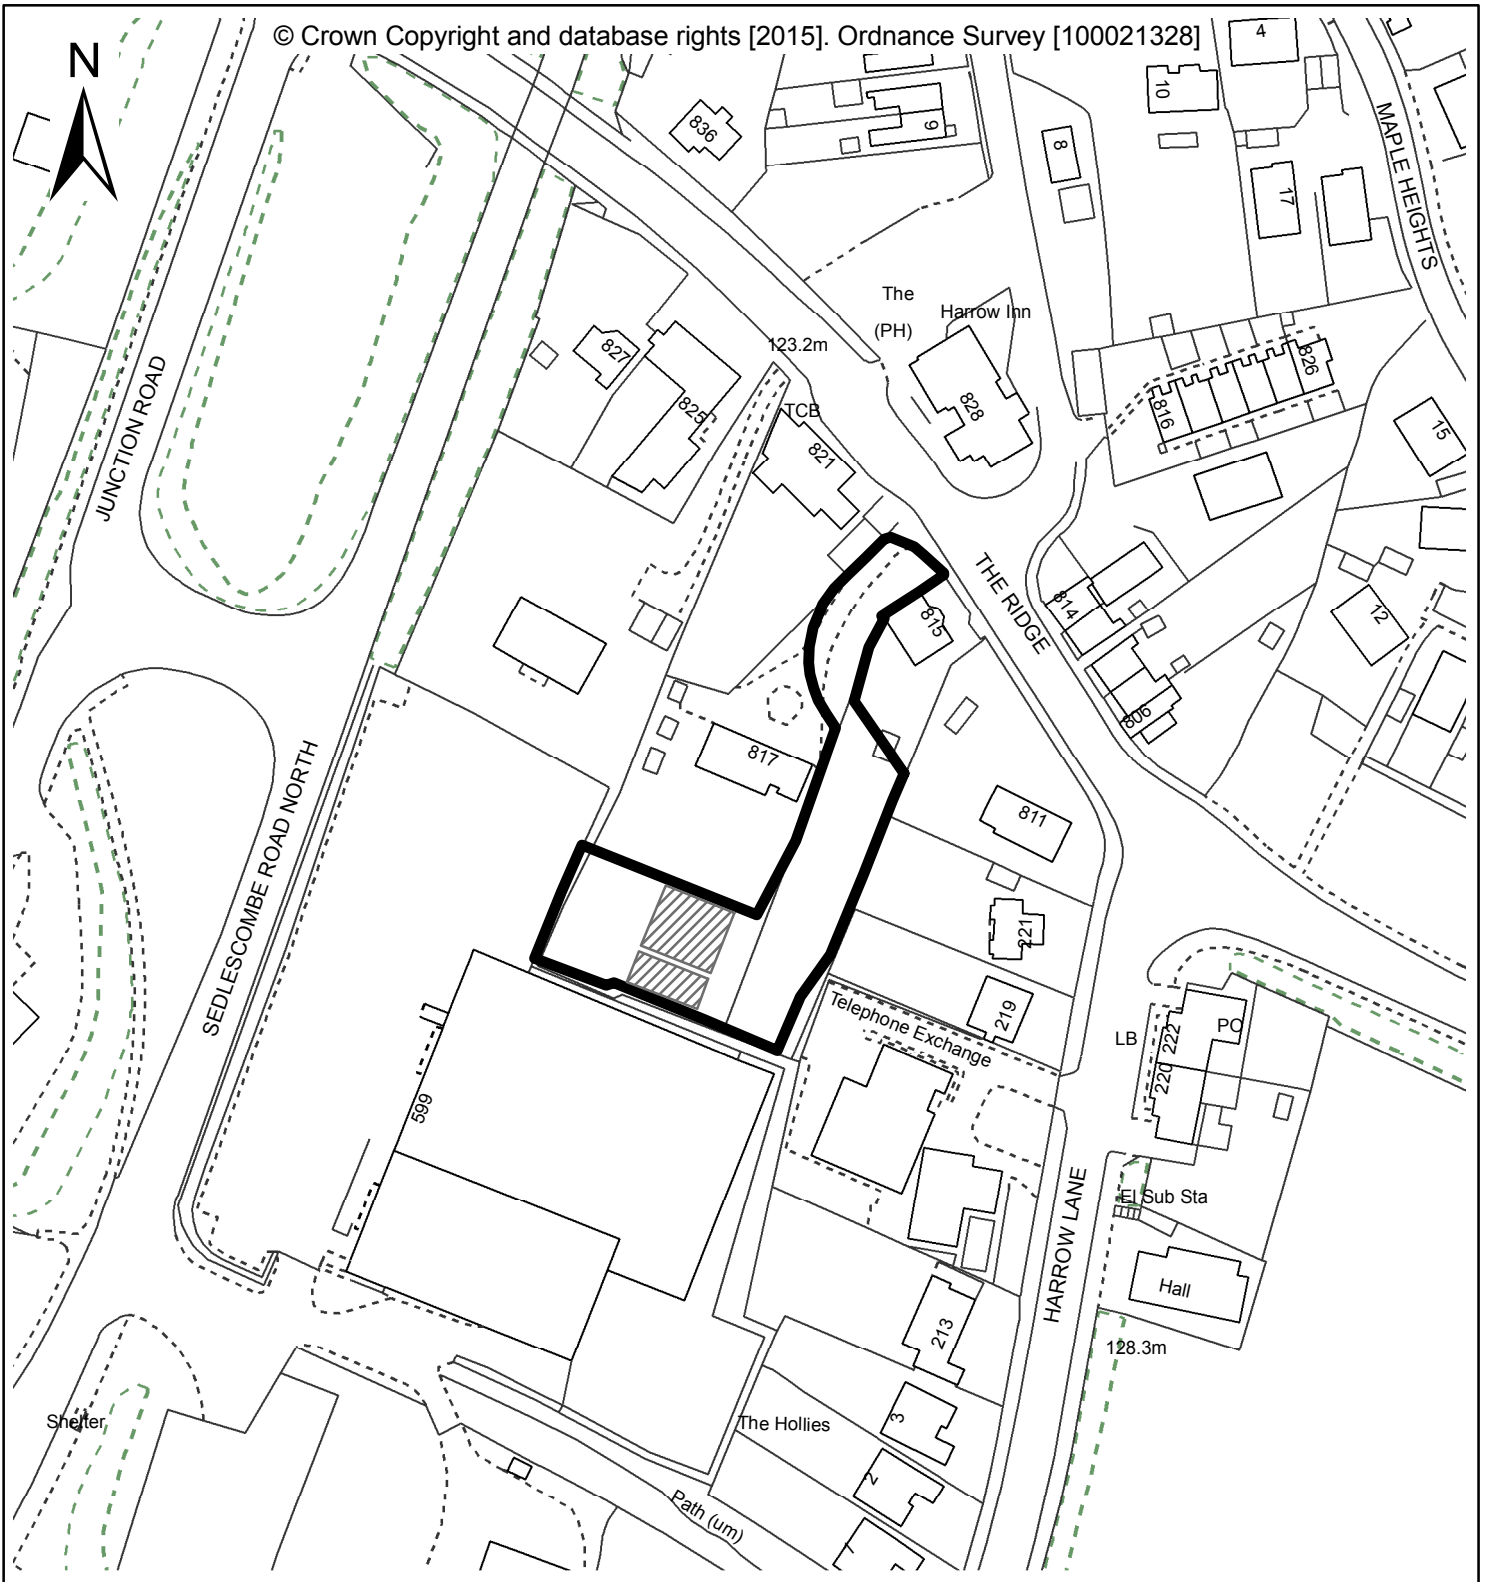 © Crown Copyright and database rights [2015]. Ordnance Survey [100021328]
N
4
10
836
9
8
MAPLE HEIGHTS
17
The
Harrow Inn
(PH)
123.2m
827
826
JUNCTION ROAD
825
828
816
TCB
821
15
THE RIDGE
814
815
12
806
SEDLESCOMBE ROAD NORTH
817
811
221
Telephone Exchange
219
LB
222
PO
220
599
HARROW LANE
El Sub Sta
Hall
213
128.3m
Shelter
The Hollies
3
2
Path (um)
1